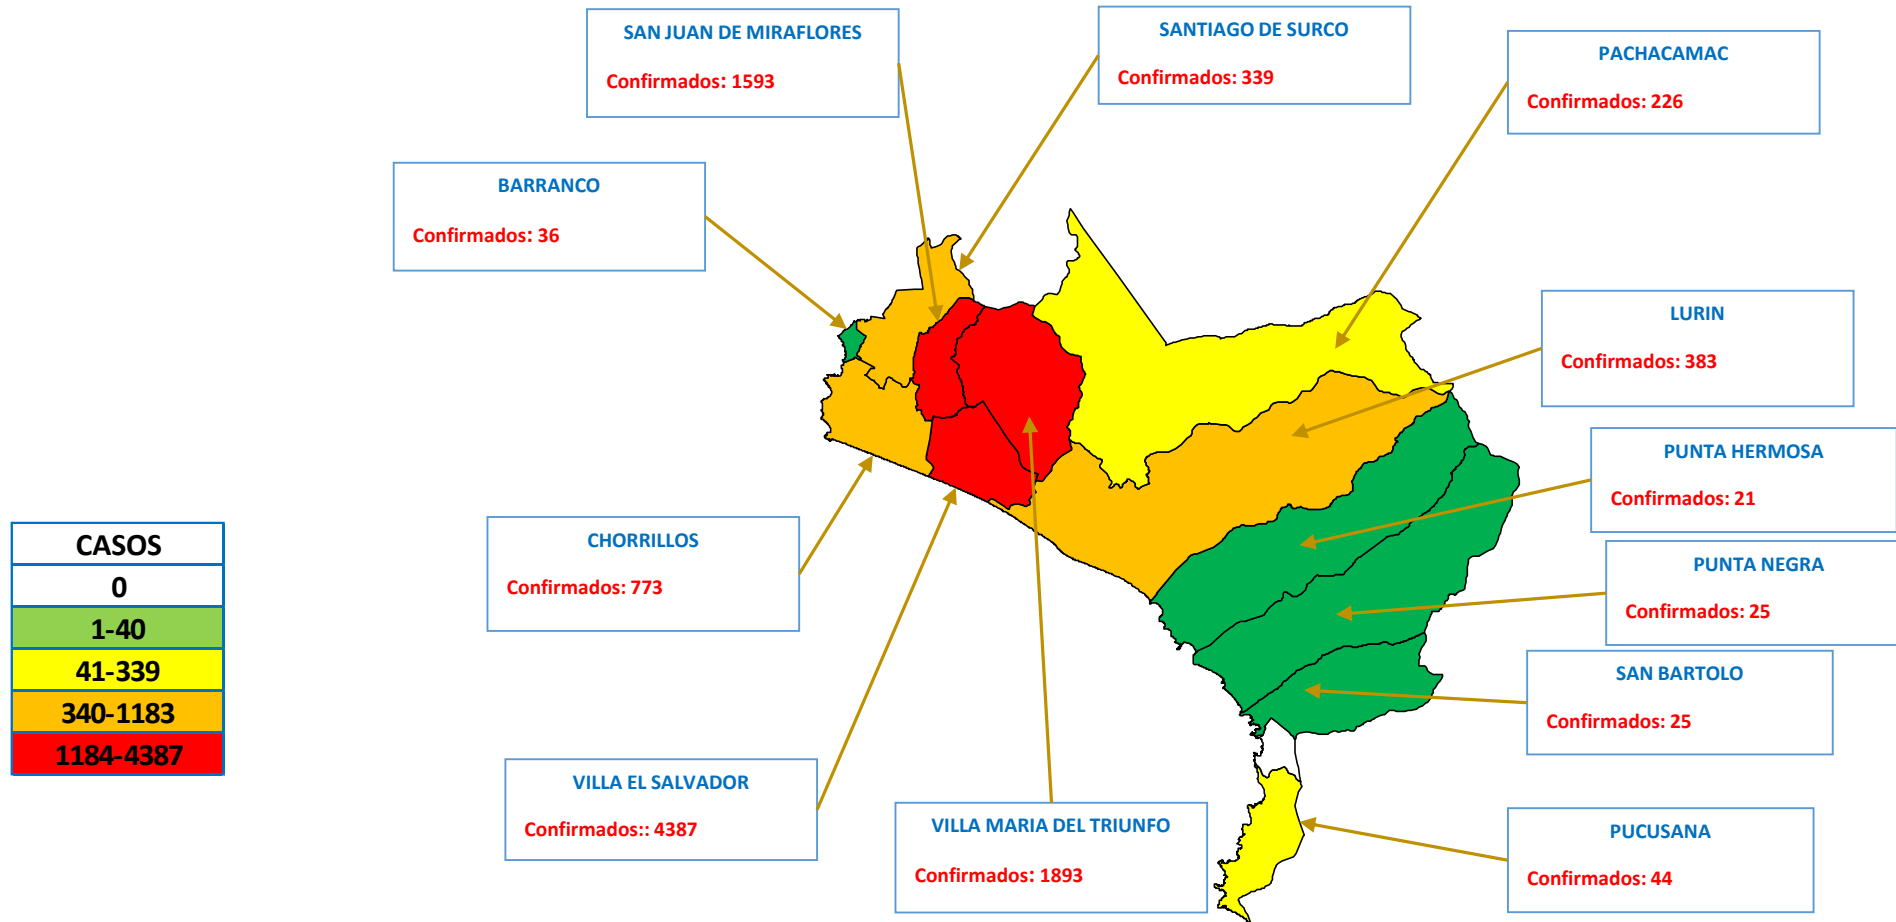 SAN JUAN DE MIRAFLORES
Confirmados: 1593
SANTIAGO DE SURCO
Confirmados: 339
PACHACAMAC
Confirmados: 226
BARRANCO
Confirmados: 36
LURIN
Confirmados: 383
PUNTA HERMOSA
Confirmados: 21
CHORRILLOS
Confirmados: 773
PUNTA NEGRA
Confirmados: 25
SAN BARTOLO
Confirmados: 25
VILLA EL SALVADOR
Confirmados:: 4387
VILLA MARIA DEL TRIUNFO
Confirmados: 1893
PUCUSANA
Confirmados: 44
CASOS
0
1-40
41-339
340-1183
1184-4387